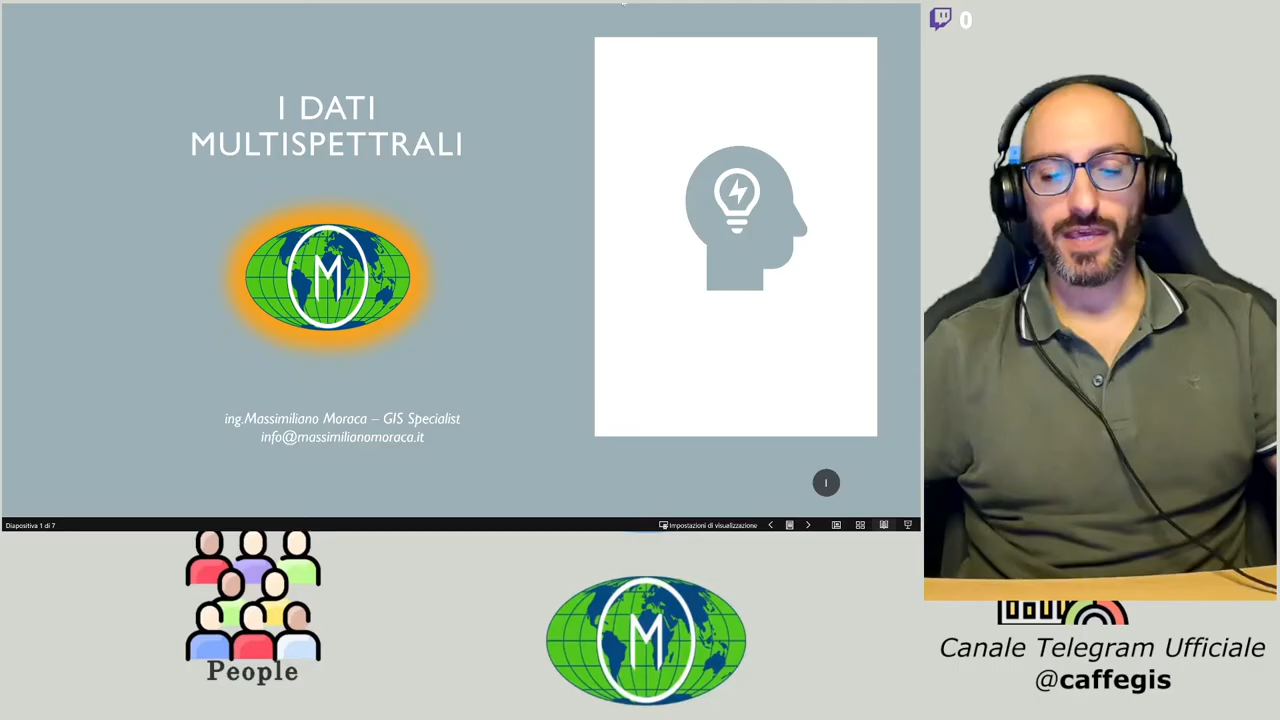 I DATI
MULTISPETTRALI
M
ing.Massimiliano Moraca – GIS Specialist
info@massimilianomoraca.it
1
Diapositiva 1 di 7
Impostazioni di visualizzazione
0
People
M
Canale Telegram Ufficiale
@caffegis